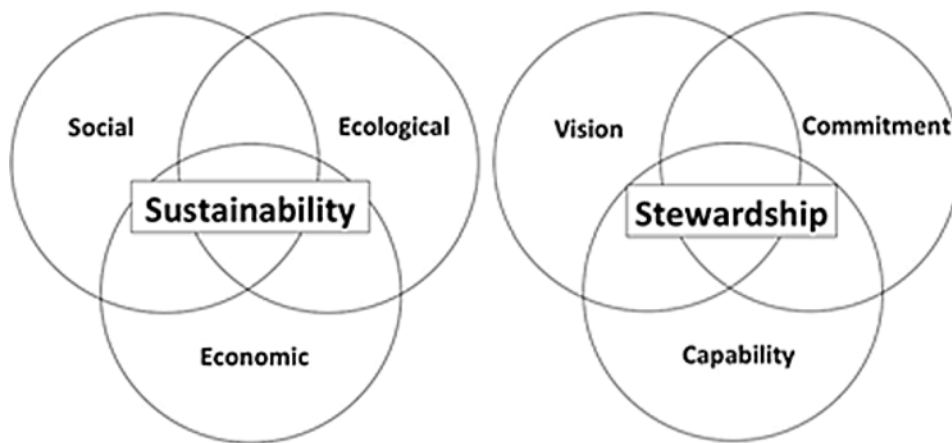 Social
Ecological
Sustainability
Economic
Vision
Commitment
Stewardship
Capability